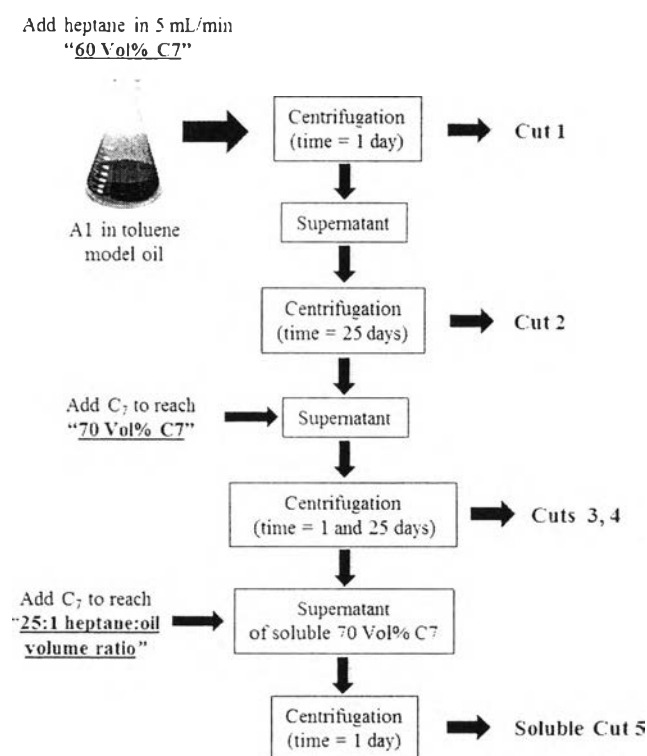 Add heptane in 5 mL/min
“60 Vol% C7”
Centrifugation
(time = 1 day)
Cut 1
A1 in toluene
model oil
Supernatant
Centrifugation
(time = 25 days)
Cut 2
Add C₇ to reach
“70 Vol% C7”
Supernatant
Centrifugation
(time = 1 and 25 days)
Cuts 3, 4
Add C₇ to reach
“25:1 heptane:oil
volume ratio”
Supernatant
of soluble 70 Vol% C7
Centrifugation
(time = 1 day)
Soluble Cut 5